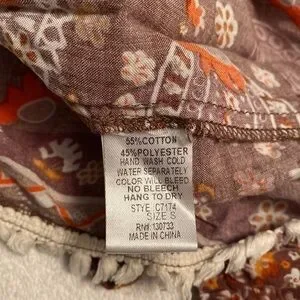 55%COTTON
45%POLYESTER
HAND WASH COLD
WATER SEPARATELY
COLOR WILL BLEED
NO BLEECH
HANG TO DRY
STYLE:C7174
SIZE S
RN#: 130733
MADE IN CHINA